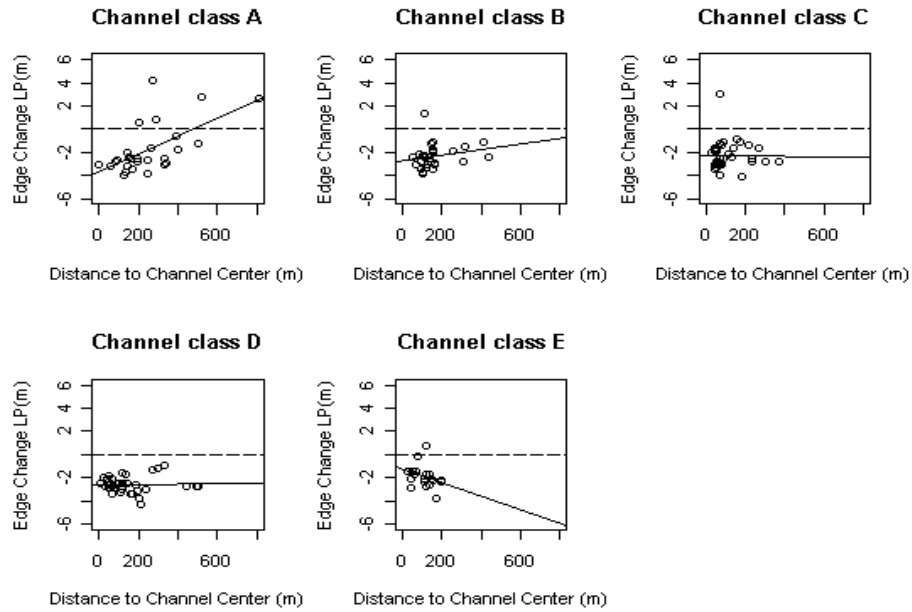 Channel class A
Channel class B
Channel class C
Edge Change LP(m)
6
4
2
-2
-6
0
200
600
Distance to Channel Center (m)
Edge Change LP(m)
6
4
2
-2
-6
0
200
600
Distance to Channel Center (m)
Edge Change LP(m)
6
4
2
-2
-6
0
200
600
Distance to Channel Center (m)
Channel class D
Channel class E
Edge Change LP(m)
6
4
2
-2
-6
0
200
600
Distance to Channel Center (m)
Edge Change LP(m)
6
4
2
-2
-6
0
200
600
Distance to Channel Center (m)